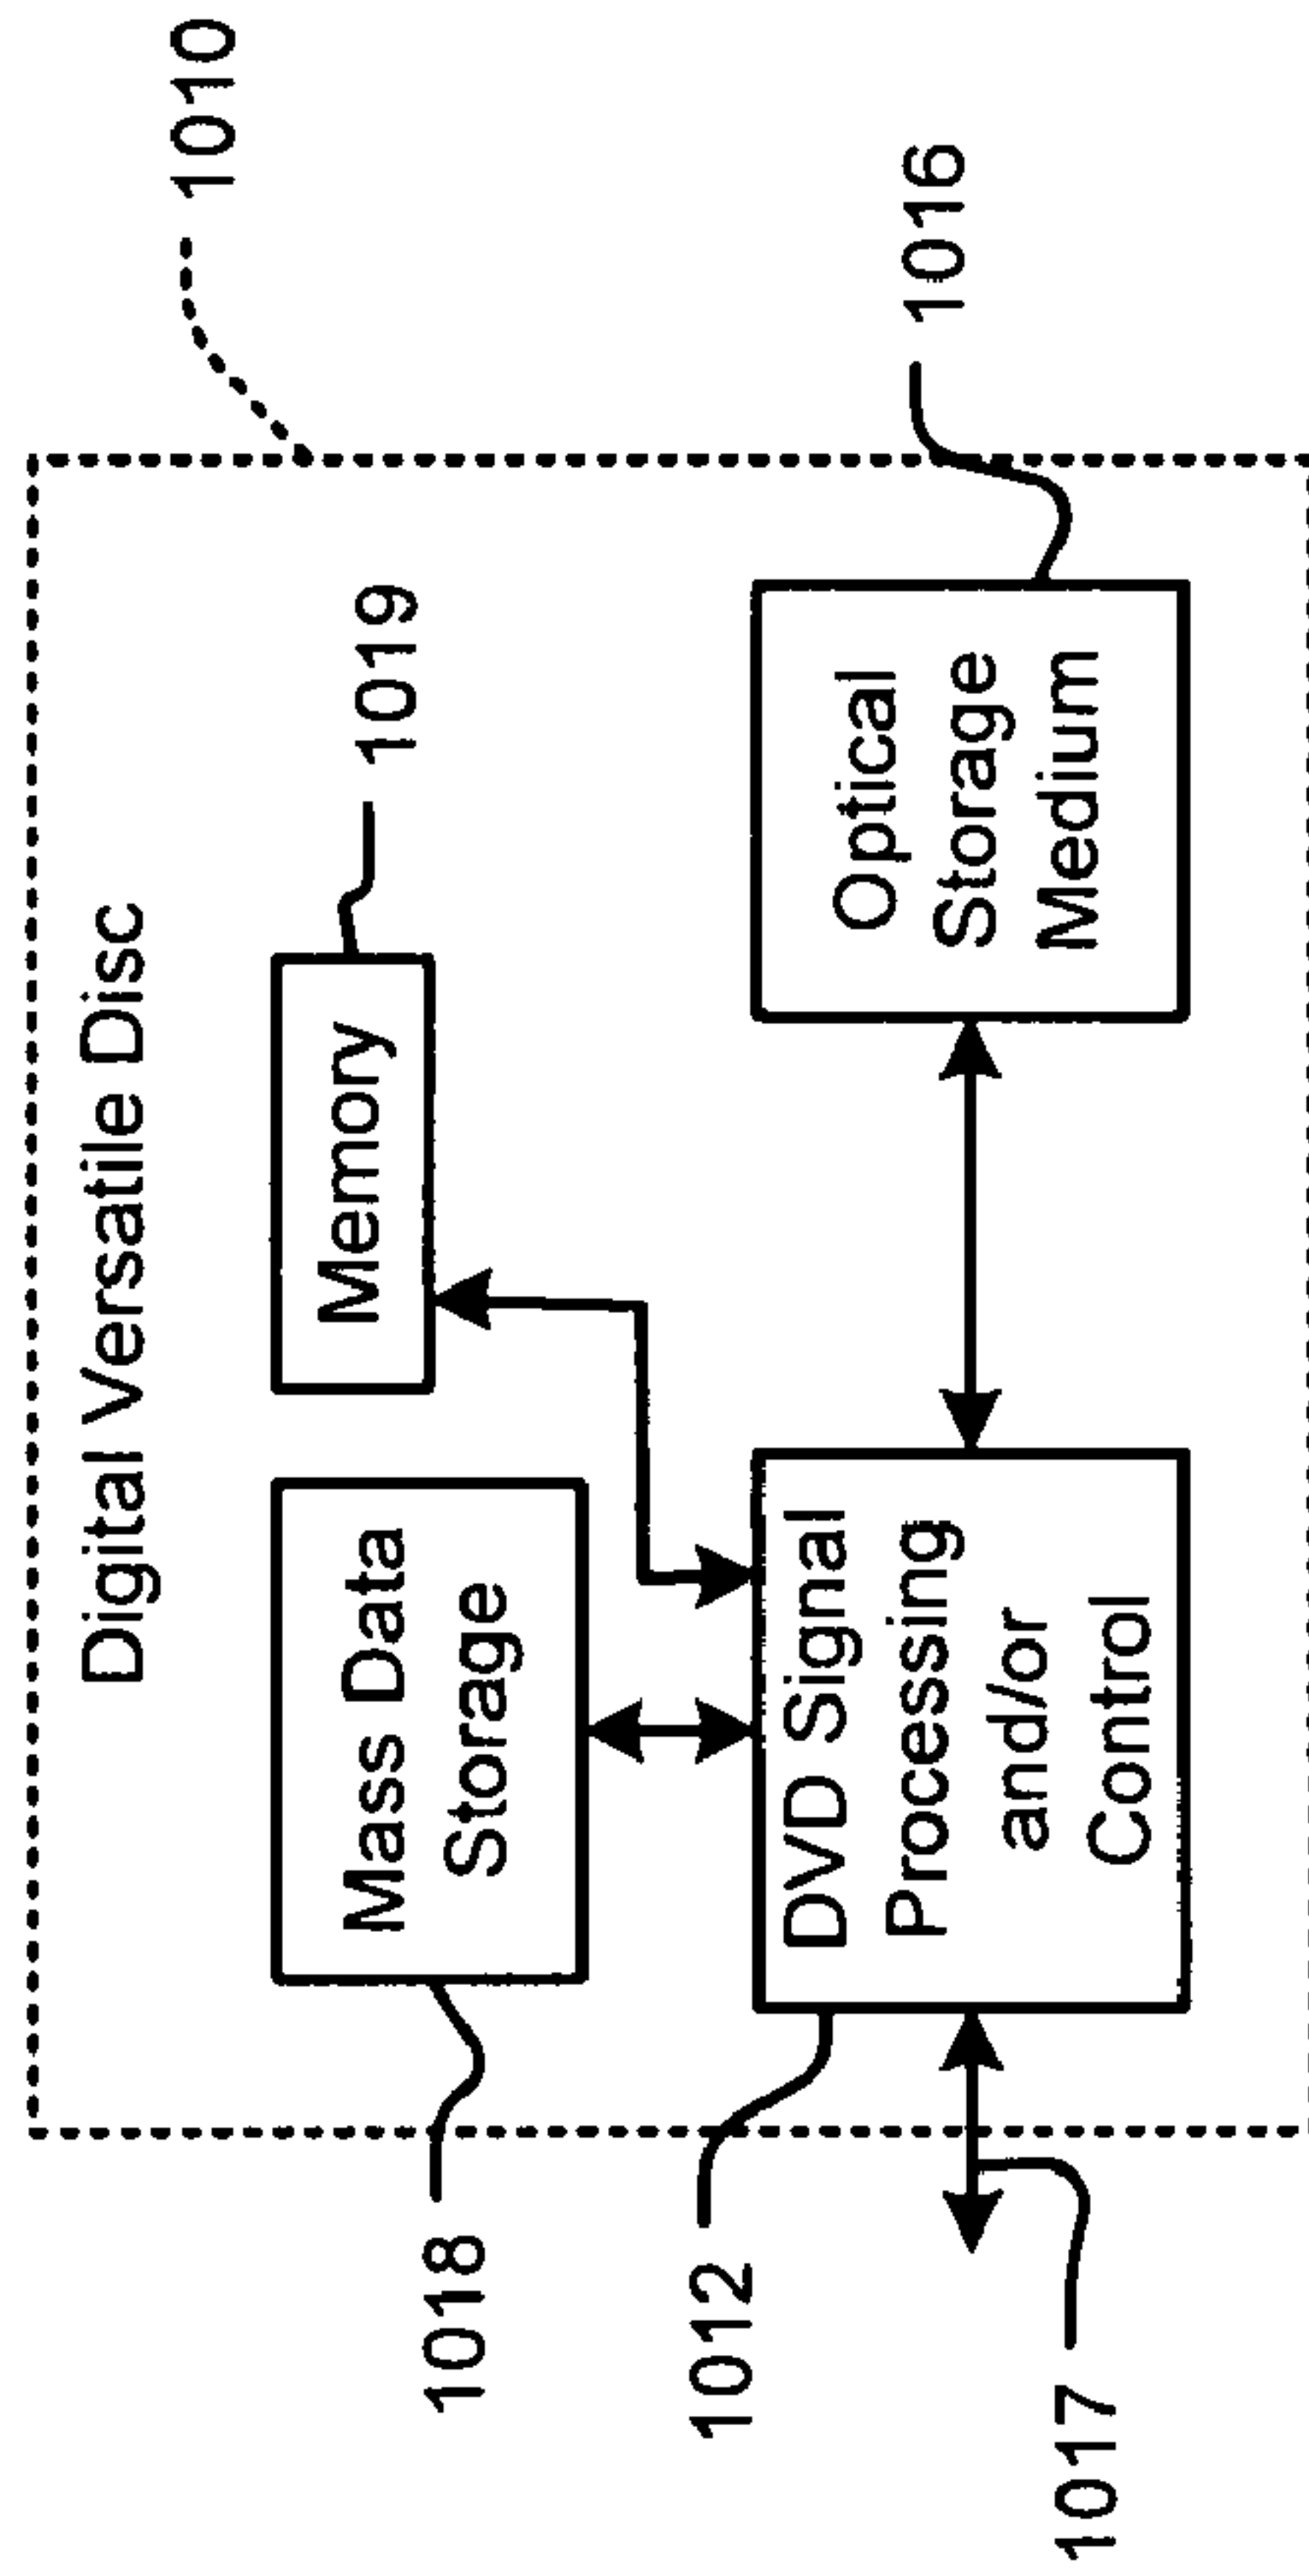 1010
Digital Versatile Disc
1018
Mass Data
Storage
Memory
1019
1012
DVD Signal
Processing
and/or
Control
Optical
Storage
Medium
1016
1017